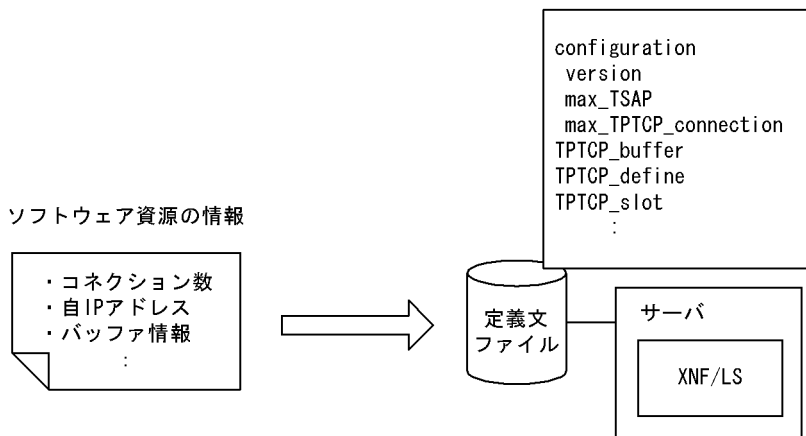 configuration
version
max_TSAP
max_TPTCP_connection
TPTCP_buffer
TPTCP_define
TPTCP_slot
:
ソフトウェア資源の情報
・コネクション数
・自IPアドレス
・バッファ情報
:
定義文
ファイル
サーバ
XNF/LS